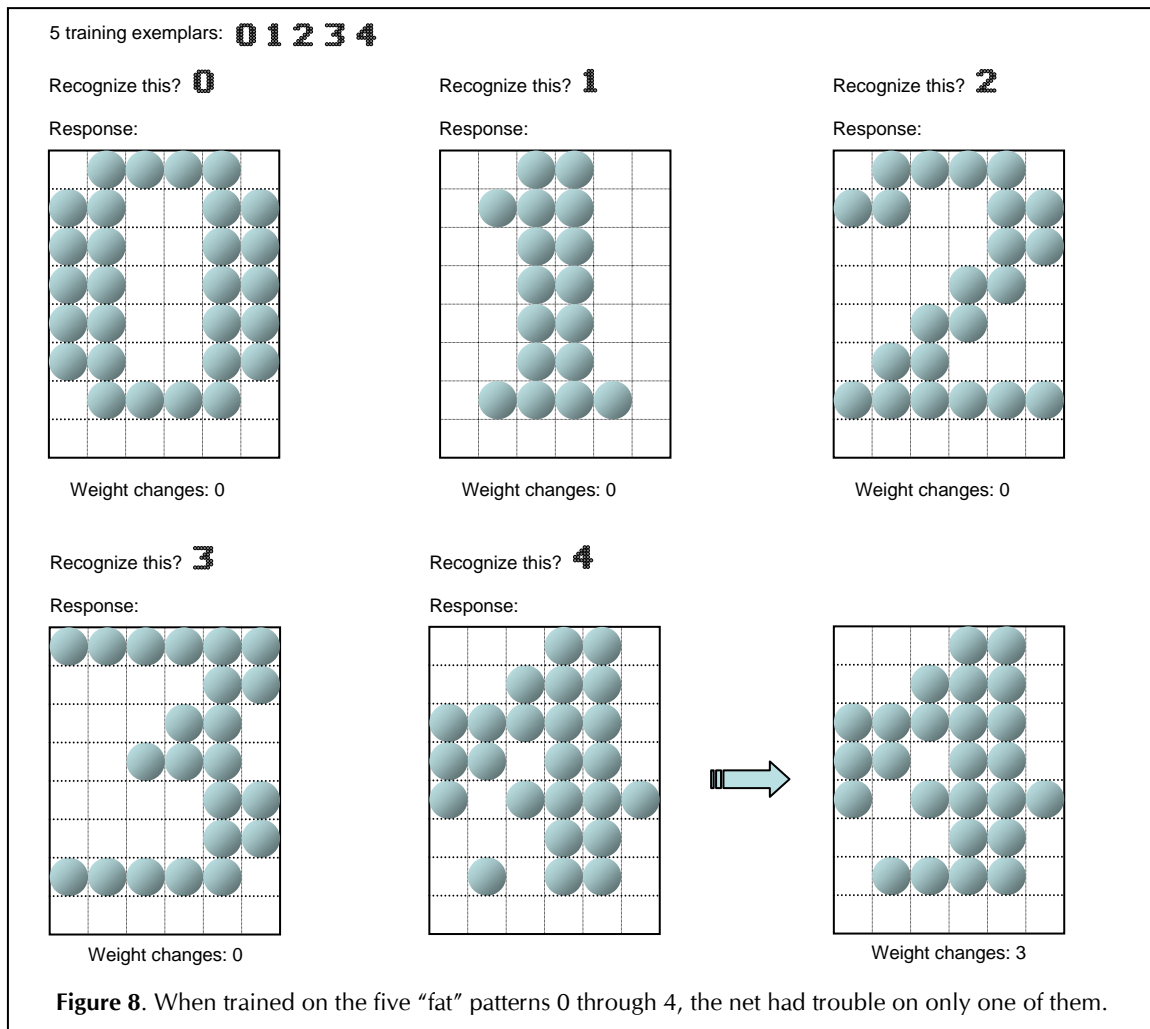 5 training exemplars: 0 1 2 3 4
Recognize this? 0 Recognize this? 1 Recognize this? 2
Response: Response: Response:
Weight changes: 0 Weight changes: 0 Weight changes: 0
Recognize this? 3 Recognize this? 4
Response: Response:
Weight changes: 0 Weight changes: 3
Figure 8. When trained on the five “fat” patterns 0 through 4, the net had trouble on only one of them.